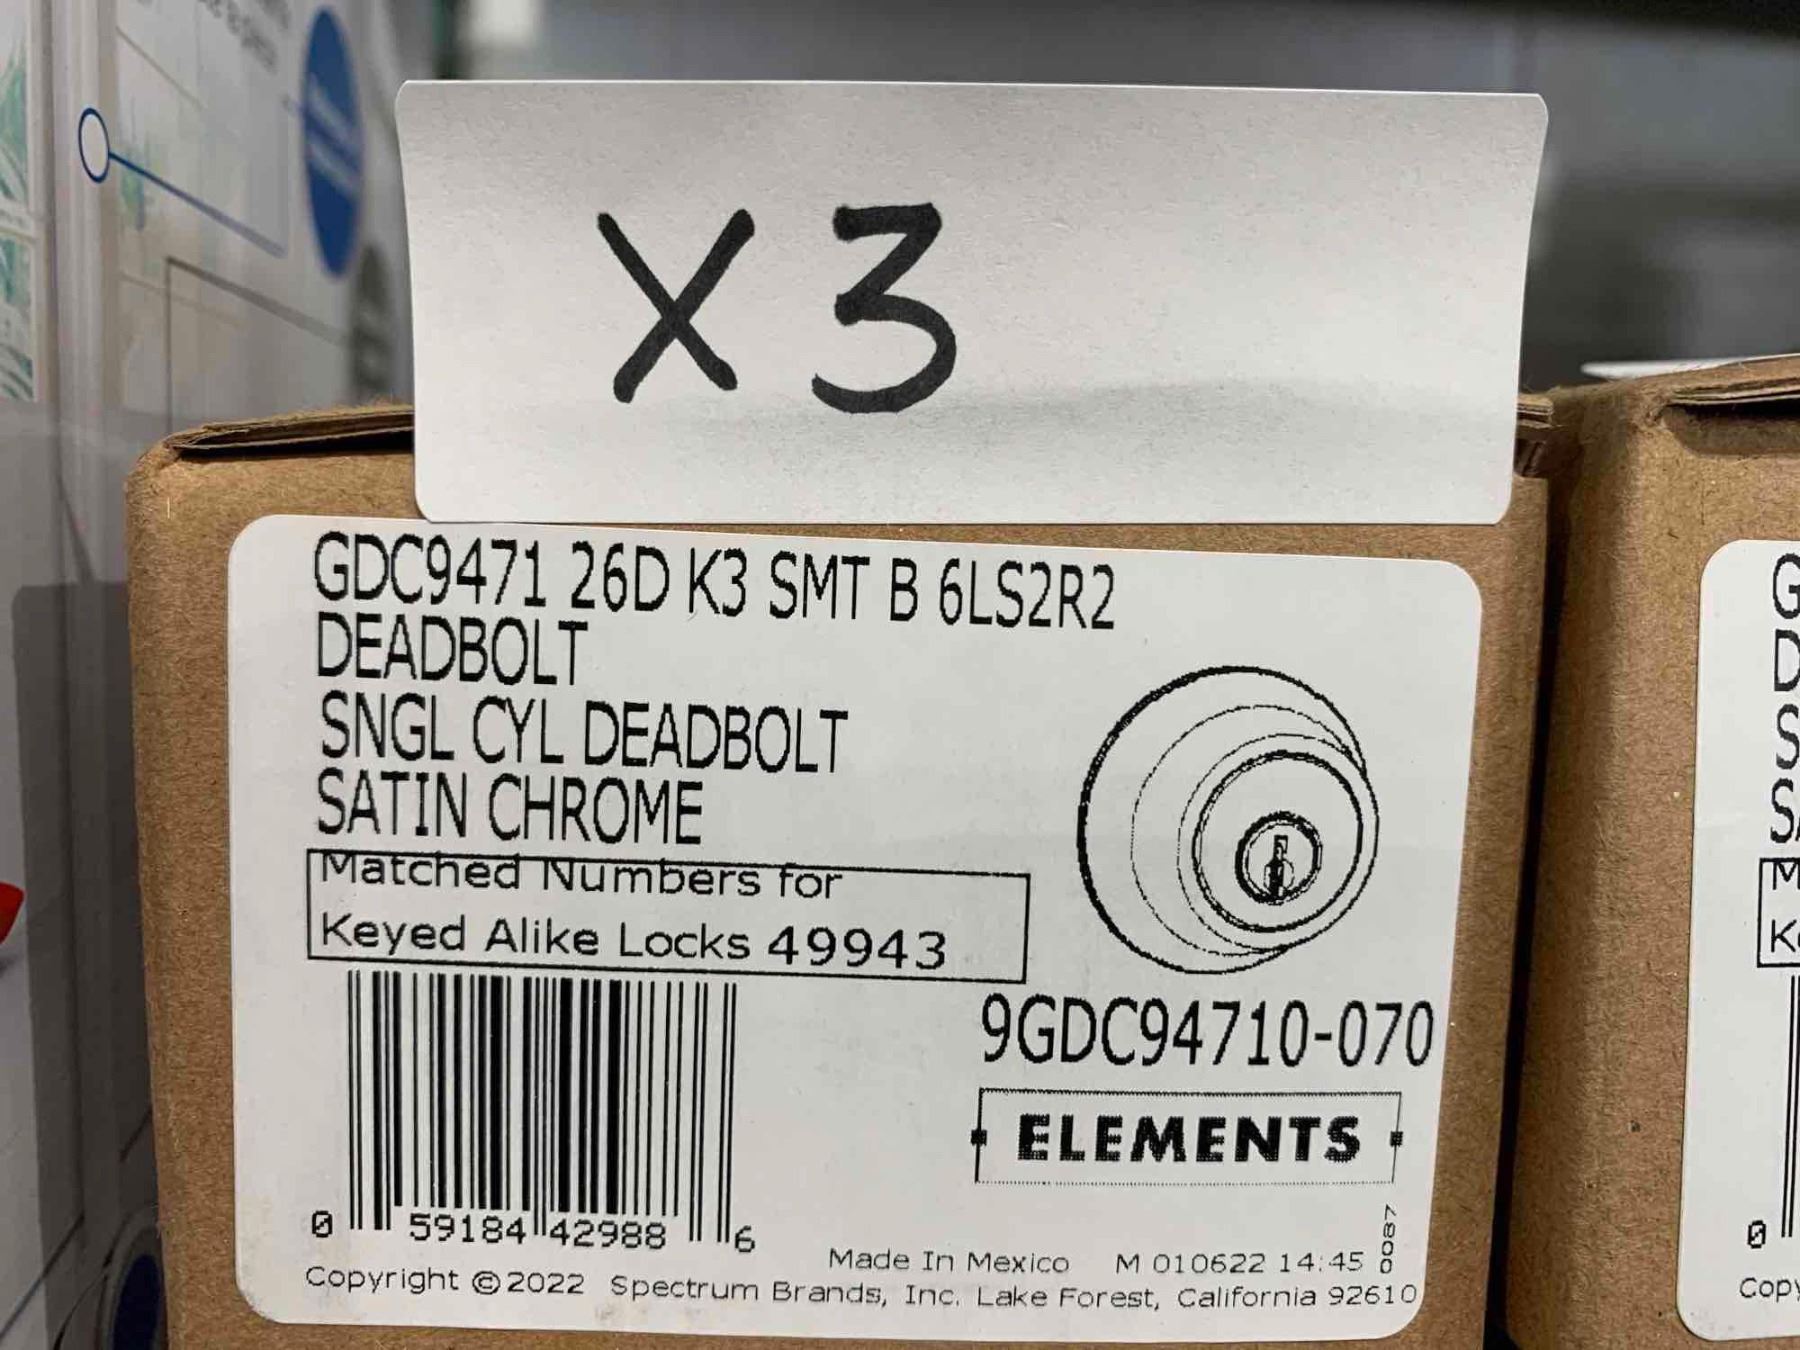 X3
GDC9471 26D K3 SMT B 6LS2R2
DEADBOLT
SNGL CYL DEADBOLT
SATIN CHROME
Matched Numbers for
Keyed Alike Locks 49943
9GDC94710-070
ELEMENTS
0 59184 42988 6
0087
Made In Mexico M 010622 14:45
Copyright ©2022 Spectrum Brands, Inc. Lake Forest, California 92610
G
D
S
S
M
K
0
Copy